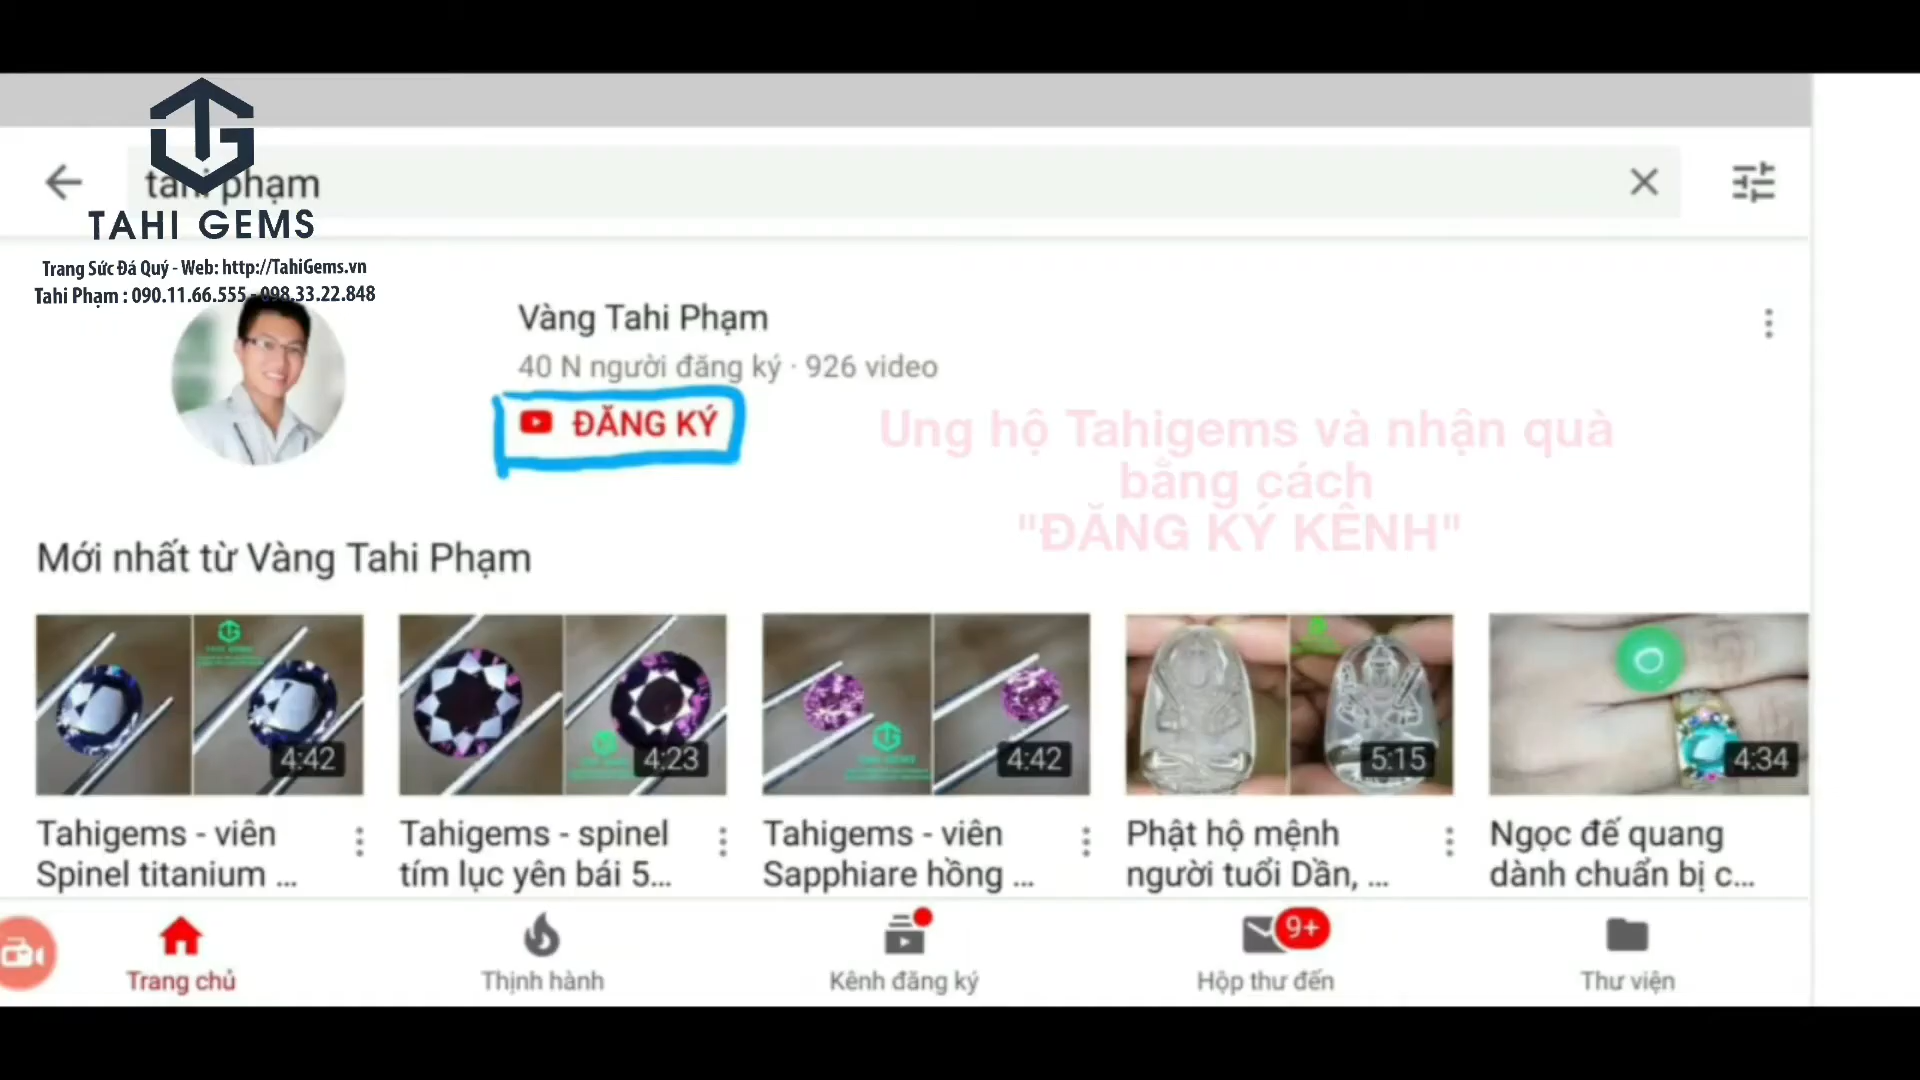 tahi phạm
TAHI GEMS
Trang Sức Đá Quý - Web: http://TahiGems.vn
Tahi Phạm : 090.11.66.555 - 098.33.22.848
Vàng Tahi Phạm
40 N người đăng ký · 926 video
ĐĂNG KÝ
Ung hộ Tahigems và nhận quà
bằng cách
"ĐĂNG KÝ KÊNH"
Mới nhất từ Vàng Tahi Phạm
TAHI GEMS
4:42
4:23
TAHI GEMS
4:42
5:15
4:34
Tahigems - viên
Spinel titanium ...
Tahigems - spinel
tím lục yên bái 5...
Tahigems - viên
Sapphiare hồng ...
Phật hộ mệnh
người tuổi Dần, ...
Ngọc đế quang
dành chuẩn bị c...
9+
Trang chủ
Thịnh hành
Kênh đăng ký
Hộp thư đến
Thư viện